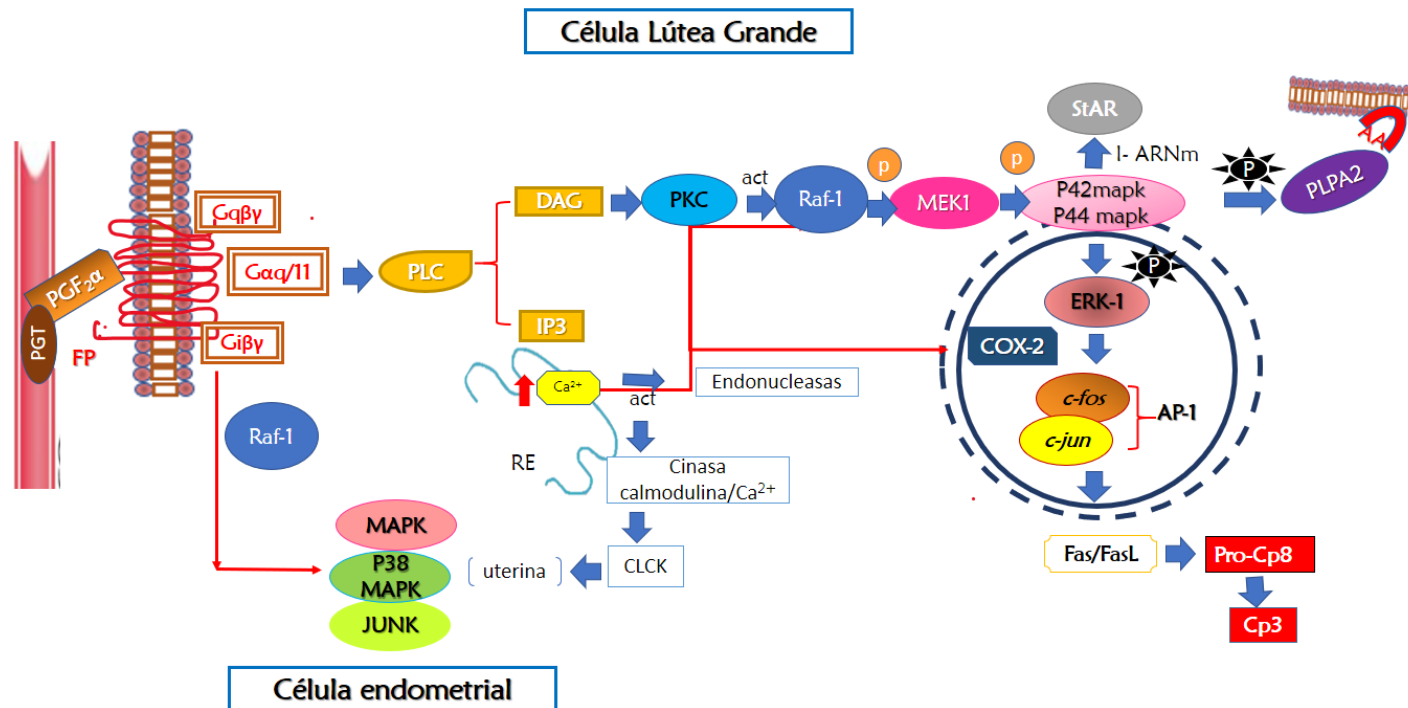 Célula Lútea Grande
StAR
I- ARNm
AA
P
PLPA2
p
p
act
DAG
PKC
Raf-1
MEK1
P42mapk
P44 mapk
Gqβγ
Gαq/11
PLC
PGF₂α
PGT
FP
Giβγ
IP3
P
ERK-1
COX-2
Ca²⁺
act
Endonucleasas
c-fos
c-jun
AP-1
Raf-1
RE
Cinasa
calmodulina/Ca²⁺
MAPK
P38
MAPK
JUNK
uterina
CLCK
Fas/FasL
Pro-Cp8
Cp3
Célula endometrial